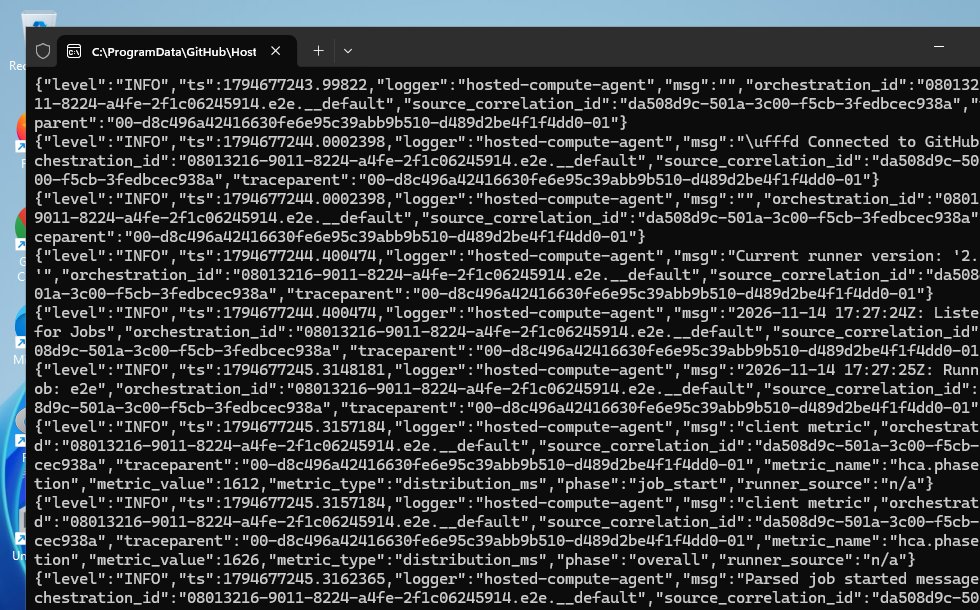 Rec
C:\ProgramData\GitHub\Host
{"level":"INFO","ts":1794677243.99822,"logger":"hosted-compute-agent","msg":"","orchestration_id":"080132
11-8224-a4fe-2f1c06245914.e2e.__default","source_correlation_id":"da508d9c-501a-3c00-f5cb-3fedbcec938a","
parent":"00-d8c496a42416630fe6e95c39abb9b510-d489d2be4f1f4dd0-01"}
{"level":"INFO","ts":1794677244.0002398,"logger":"hosted-compute-agent","msg":"\ufffd Connected to GitHub
chestration_id":"08013216-9011-8224-a4fe-2f1c06245914.e2e.__default","source_correlation_id":"da508d9c-50
00-f5cb-3fedbcec938a","traceparent":"00-d8c496a42416630fe6e95c39abb9b510-d489d2be4f1f4dd0-01"}
{"level":"INFO","ts":1794677244.0002398,"logger":"hosted-compute-agent","msg":"","orchestration_id":"0801
9011-8224-a4fe-2f1c06245914.e2e.__default","source_correlation_id":"da508d9c-501a-3c00-f5cb-3fedbcec938a"
ceparent":"00-d8c496a42416630fe6e95c39abb9b510-d489d2be4f1f4dd0-01"}
{"level":"INFO","ts":1794677244.400474,"logger":"hosted-compute-agent","msg":"Current runner version: '2.
'","orchestration_id":"08013216-9011-8224-a4fe-2f1c06245914.e2e.__default","source_correlation_id":"da508
01a-3c00-f5cb-3fedbcec938a","traceparent":"00-d8c496a42416630fe6e95c39abb9b510-d489d2be4f1f4dd0-01"}
{"level":"INFO","ts":1794677244.400474,"logger":"hosted-compute-agent","msg":"2026-11-14 17:27:24Z: Liste
for Jobs","orchestration_id":"08013216-9011-8224-a4fe-2f1c06245914.e2e.__default","source_correlation_id"
08d9c-501a-3c00-f5cb-3fedbcec938a","traceparent":"00-d8c496a42416630fe6e95c39abb9b510-d489d2be4f1f4dd0-01
{"level":"INFO","ts":1794677245.3148181,"logger":"hosted-compute-agent","msg":"2026-11-14 17:27:25Z: Runn
ob: e2e","orchestration_id":"08013216-9011-8224-a4fe-2f1c06245914.e2e.__default","source_correlation_id":
8d9c-501a-3c00-f5cb-3fedbcec938a","traceparent":"00-d8c496a42416630fe6e95c39abb9b510-d489d2be4f1f4dd0-01"
{"level":"INFO","ts":1794677245.3157184,"logger":"hosted-compute-agent","msg":"client metric","orchestrat
d":"08013216-9011-8224-a4fe-2f1c06245914.e2e.__default","source_correlation_id":"da508d9c-501a-3c00-f5cb-
cec938a","traceparent":"00-d8c496a42416630fe6e95c39abb9b510-d489d2be4f1f4dd0-01","metric_name":"hca.phase
tion","metric_value":1612,"metric_type":"distribution_ms","phase":"job_start","runner_source":"n/a"}
{"level":"INFO","ts":1794677245.3157184,"logger":"hosted-compute-agent","msg":"client metric","orchestrat
d":"08013216-9011-8224-a4fe-2f1c06245914.e2e.__default","source_correlation_id":"da508d9c-501a-3c00-f5cb-
cec938a","traceparent":"00-d8c496a42416630fe6e95c39abb9b510-d489d2be4f1f4dd0-01","metric_name":"hca.phase
tion","metric_value":1626,"metric_type":"distribution_ms","phase":"overall","runner_source":"n/a"}
{"level":"INFO","ts":1794677245.3162365,"logger":"hosted-compute-agent","msg":"Parsed job started message
chestration_id":"08013216-9011-8224-a4fe-2f1c06245914.e2e.__default","source_correlation_id":"da508d9c-50